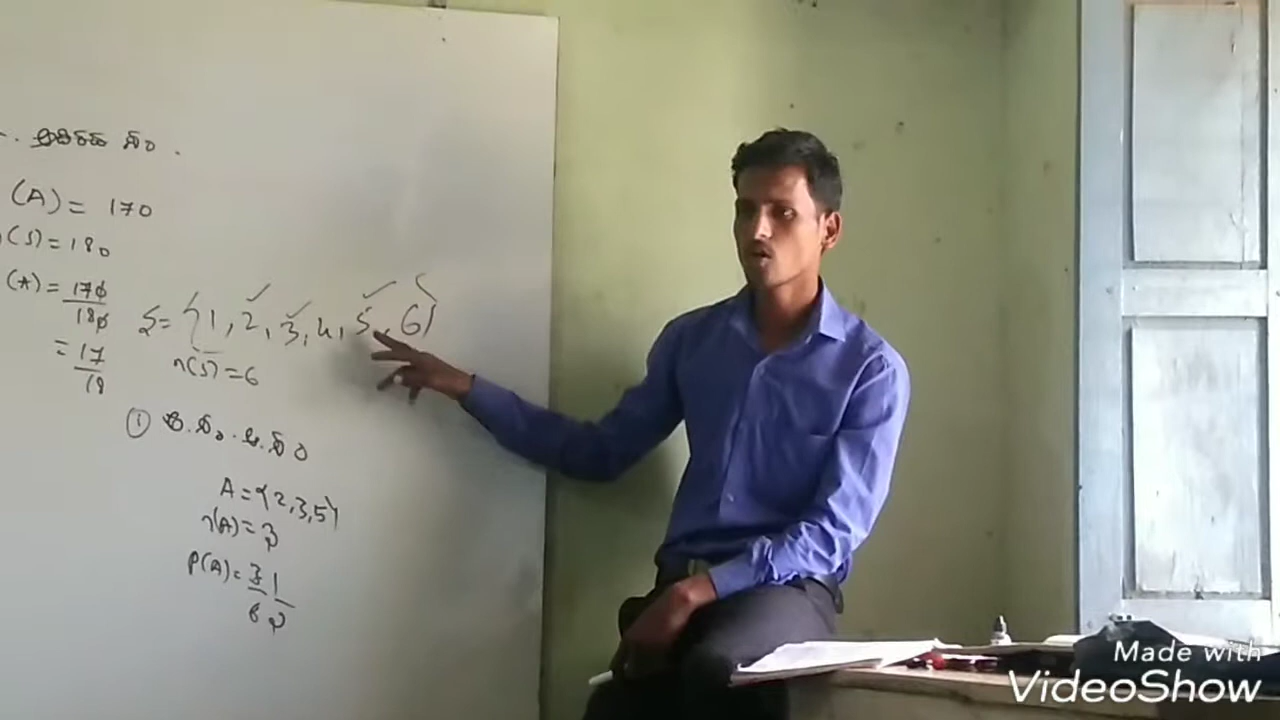 (A) = 170
(S) = 180
(A) = 170/180
= 17/18
S = {1, 2, 3, 4, 5, 6}
n(S) = 6
①
A = {2, 3, 5}
n(A) = 3
P(A) = 3/6 1/2
Made with
VideoShow